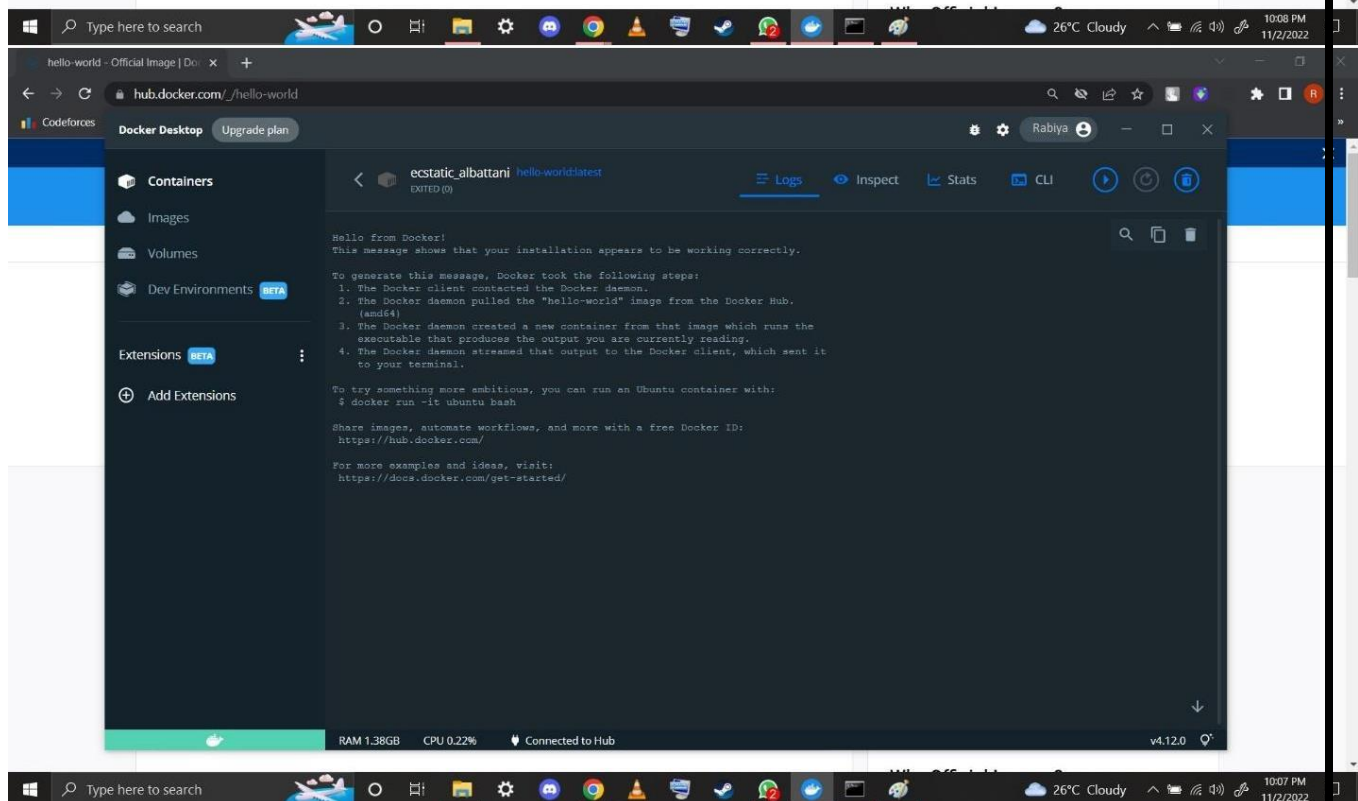 Type here to search
26°C Cloudy
10:08 PM
11/2/2022
hello-world - Official Image | Doc
hub.docker.com/_/hello-world
R
Codeforces
Docker Desktop Upgrade plan
Rabiya
Containers
Images
Volumes
Dev Environments BETA
Extensions BETA
Add Extensions
ecstatic_albattani hello-world:latest
EXITED (0)
Logs Inspect Stats CLI
Hello from Docker!
This message shows that your installation appears to be working correctly.
To generate this message, Docker took the following steps:
1. The Docker client contacted the Docker daemon.
2. The Docker daemon pulled the "hello-world" image from the Docker Hub.
(amd64)
3. The Docker daemon created a new container from that image which runs the
executable that produces the output you are currently reading.
4. The Docker daemon streamed that output to the Docker client, which sent it
to your terminal.
To try something more ambitious, you can run an Ubuntu container with:
$ docker run -it ubuntu bash
Share images, automate workflows, and more with a free Docker ID:
https://hub.docker.com/
For more examples and ideas, visit:
https://docs.docker.com/get-started/
RAM 1.38GB CPU 0.22% Connected to Hub
v4.12.0
Type here to search
2
26°C Cloudy
10:07 PM
11/2/2022